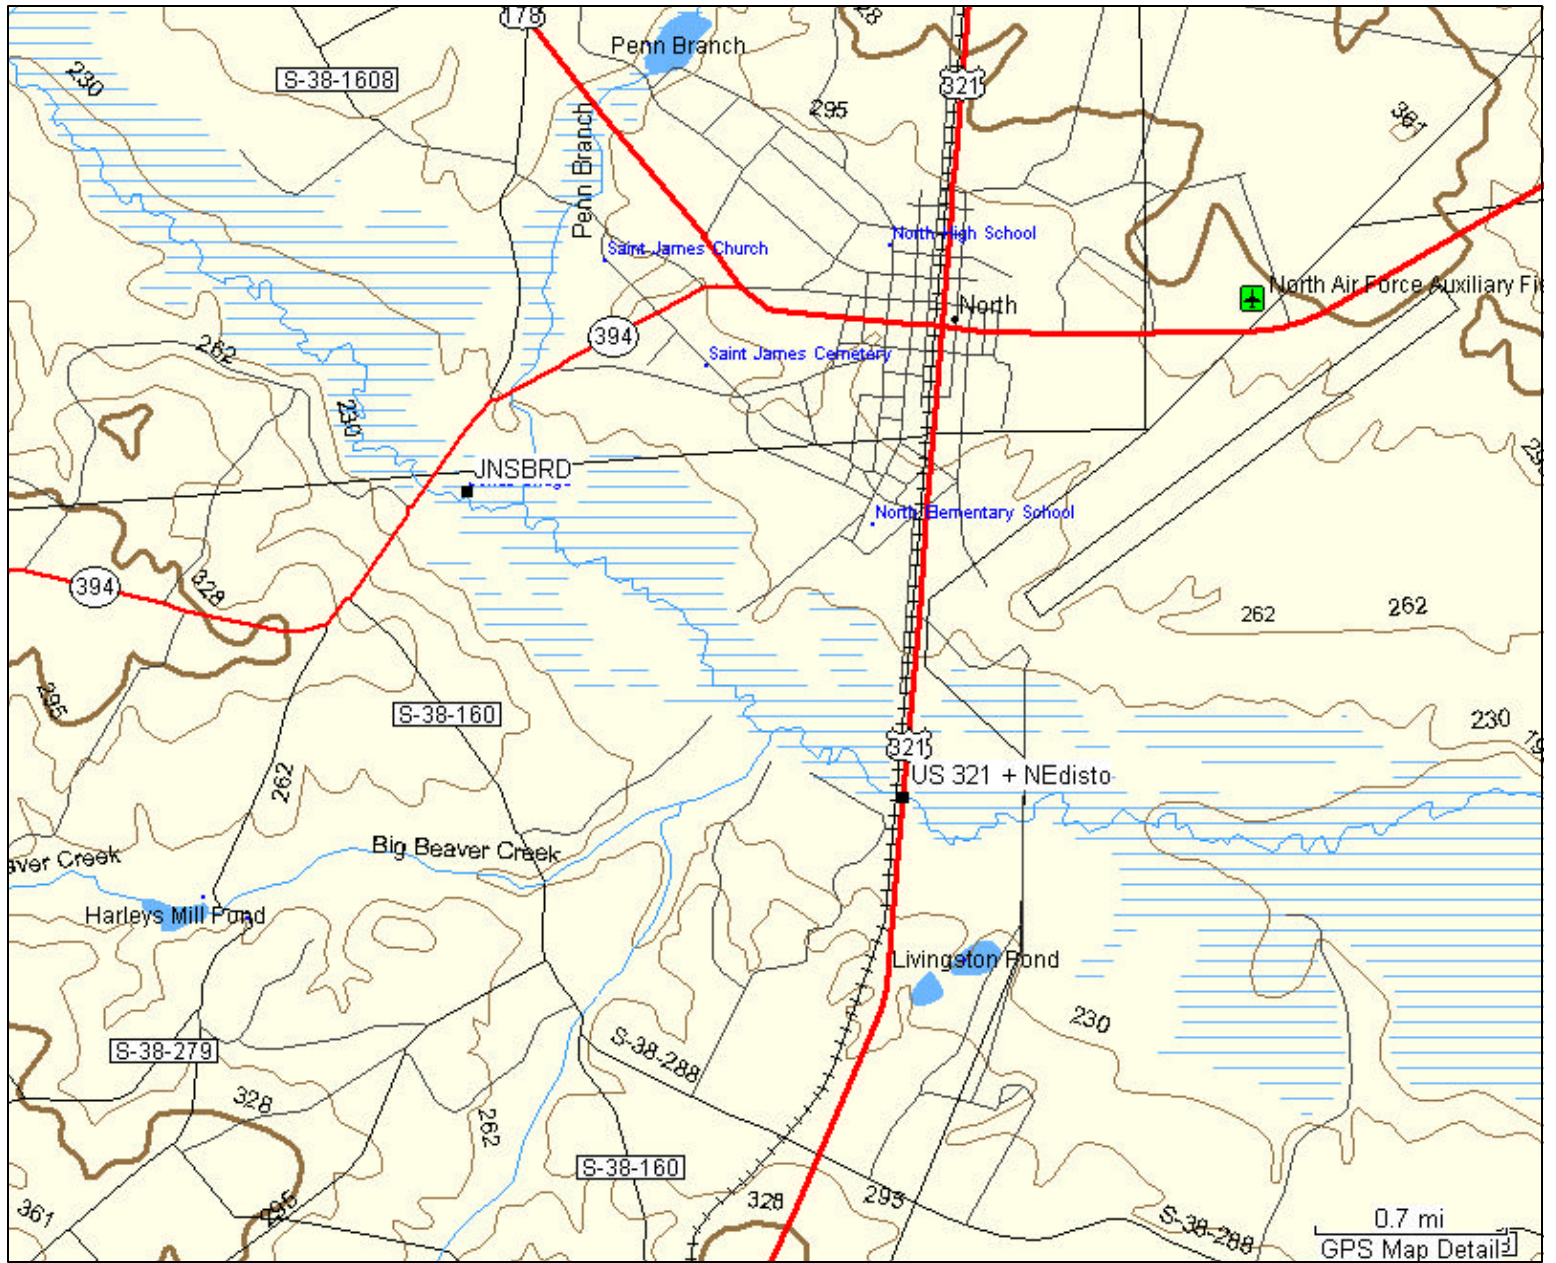 178
28
Penn Branch
230
S-38-1608
321
295
361
Penn Branch
North High School
Saint James Church
North Air Force Auxiliary Fi
North
394
262
Saint James Cemetery
230
JNSBRD
North Elementary School
394
328
262
262
295
S-38-160
230
19
321
US 321 + NEdisto
262
aver Creek
Big Beaver Creek
Harleys Mill Pond
Livingston Pond
230
S-38-279
S-38-288
328
262
S-38-160
328
295
361
295
S-38-288
0.7 mi
GPS Map Detail